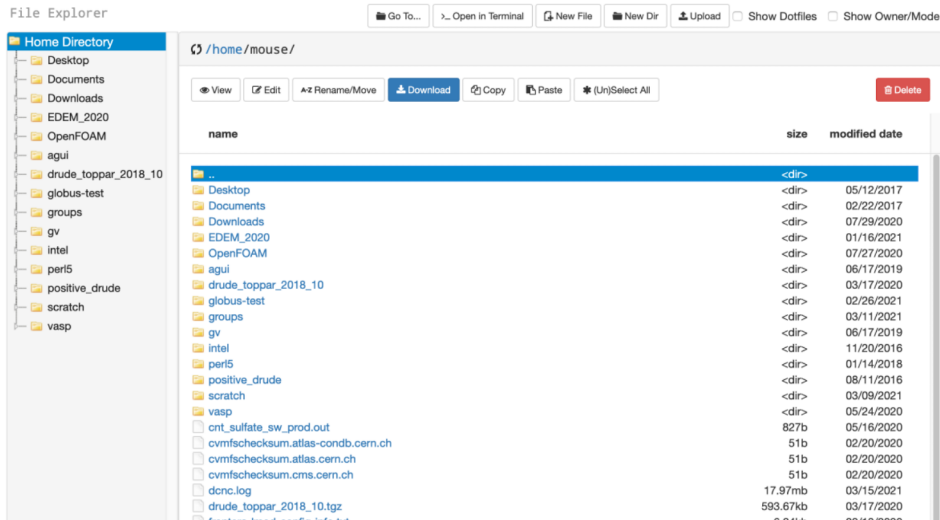 File Explorer
Go To... >_ Open in Terminal New File New Dir Upload Show Dotfiles Show Owner/Mode
Home Directory
Desktop
Documents
Downloads
EDEM_2020
OpenFOAM
agui
drude_toppar_2018_10
globus-test
groups
gv
intel
perl5
positive_drude
scratch
vasp
/home/mouse/
View Edit A-Z Rename/Move Download Copy Paste (Un)Select All Delete
name size modified date
.. <dir>
Desktop <dir> 05/12/2017
Documents <dir> 02/22/2017
Downloads <dir> 07/29/2020
EDEM_2020 <dir> 01/16/2021
OpenFOAM <dir> 07/27/2020
agui <dir> 06/17/2019
drude_toppar_2018_10 <dir> 03/17/2020
globus-test <dir> 02/26/2021
groups <dir> 03/11/2021
gv <dir> 06/17/2019
intel <dir> 11/20/2016
perl5 <dir> 01/14/2018
positive_drude <dir> 08/11/2016
scratch <dir> 03/09/2021
vasp <dir> 05/24/2020
cnt_sulfate_sw_prod.out 827b 05/16/2020
cvmfschecksum.atlas-condb.cern.ch 51b 02/20/2020
cvmfschecksum.atlas.cern.ch 51b 02/20/2020
cvmfschecksum.cms.cern.ch 51b 02/20/2020
dcnc.log 17.97mb 03/15/2021
drude_toppar_2018_10.tgz 593.67kb 03/17/2020